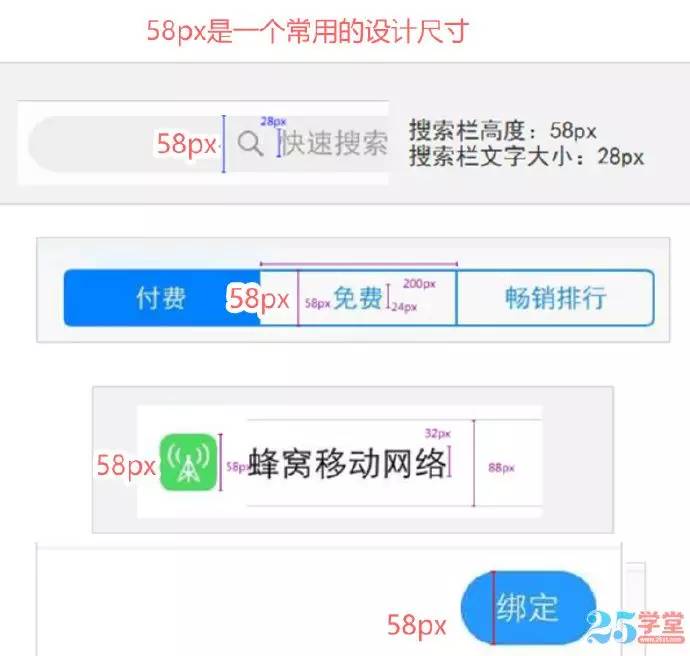 58px是一个常用的设计尺寸
28px
58px
快速搜索
搜索栏高度：58px
搜索栏文字大小：28px
付费
58px
58px
免费
200px
24px
畅销排行
58px
58px
蜂窝移动网络
32px
88px
58px
绑定
25学堂
www.25xt.com